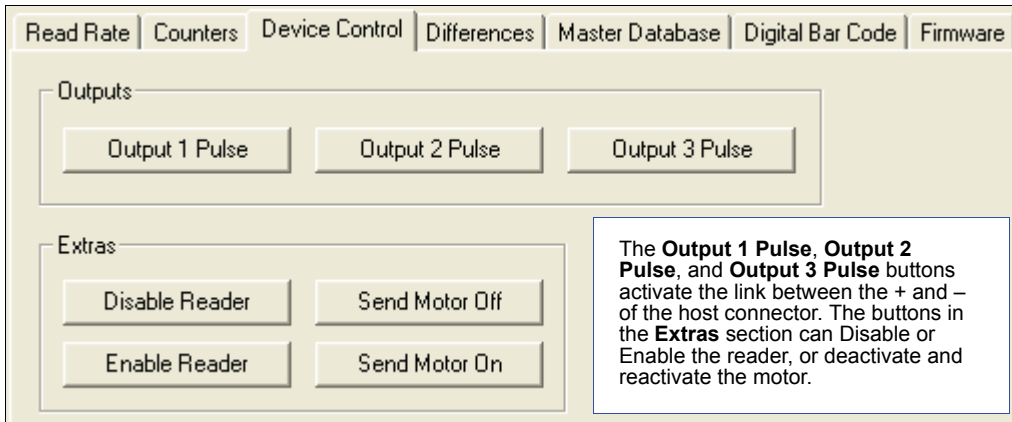 Read Rate Counters Device Control Differences Master Database Digital Bar Code Firmware
Outputs
Output 1 Pulse Output 2 Pulse Output 3 Pulse
Extras
Disable Reader Send Motor Off
Enable Reader Send Motor On
The Output 1 Pulse, Output 2
Pulse, and Output 3 Pulse buttons
activate the link between the + and –
of the host connector. The buttons in
the Extras section can Disable or
Enable the reader, or deactivate and
reactivate the motor.